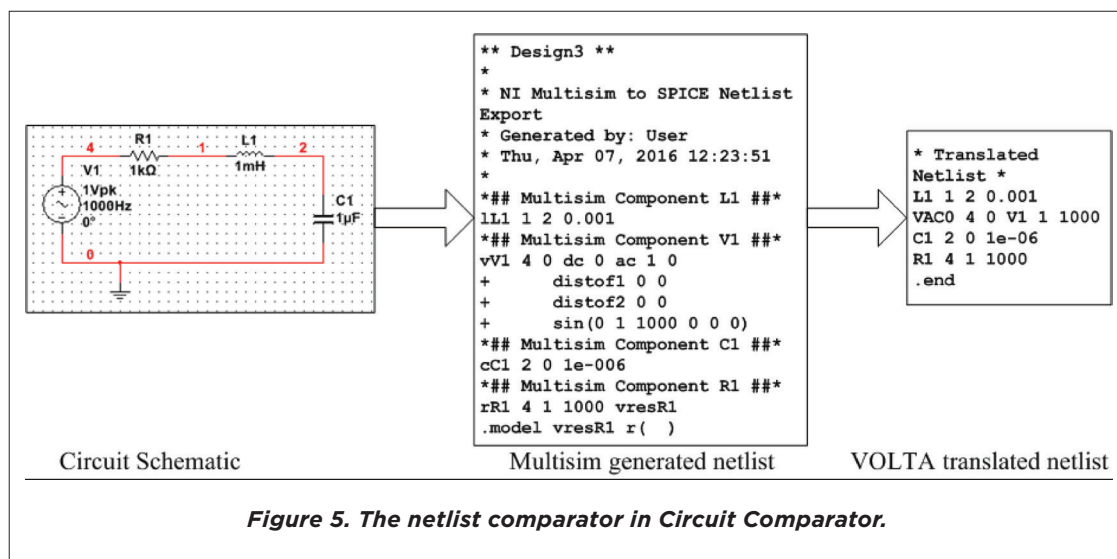 4
R1
1kΩ
1
L1
1mH
2
V1
1Vpk
1000Hz
0°
C1
1µF
0
Circuit Schematic
** Design3 **
*
* NI Multisim to SPICE Netlist
Export
* Generated by: User
* Thu, Apr 07, 2016 12:23:51
*
*## Multisim Component L1 ##*
lL1 1 2 0.001
*## Multisim Component V1 ##*
vV1 4 0 dc 0 ac 1 0
+ distof1 0 0
+ distof2 0 0
+ sin(0 1 1000 0 0 0)
*## Multisim Component C1 ##*
cC1 2 0 1e-006
*## Multisim Component R1 ##*
rR1 4 1 1000 vresR1
.model vresR1 r( )
Multisim generated netlist
* Translated
Netlist *
L1 1 2 0.001
VAC0 4 0 V1 1 1000
C1 2 0 1e-06
R1 4 1 1000
.end
VOLTA translated netlist
Figure 5. The netlist comparator in Circuit Comparator.